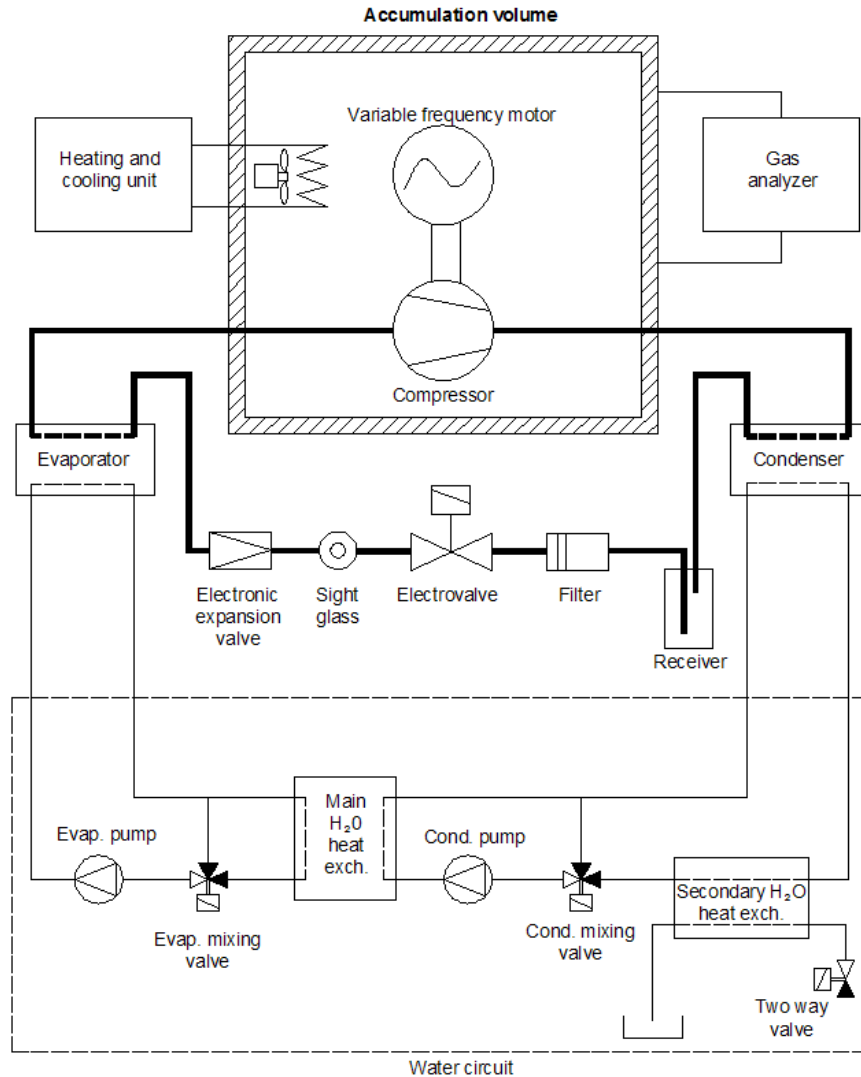 Accumulation volume
Variable frequency motor
Heating and
cooling unit
Gas
analyzer
Compressor
Evaporator
Condenser
Electronic
expansion
valve
Sight
glass
Electrovalve
Filter
Receiver
Main
H₂0
heat
exch.
Evap. pump
Cond. pump
Secondary H₂O
heat exch.
Evap. mixing
valve
Cond. mixing
valve
Two way
valve
Water circuit